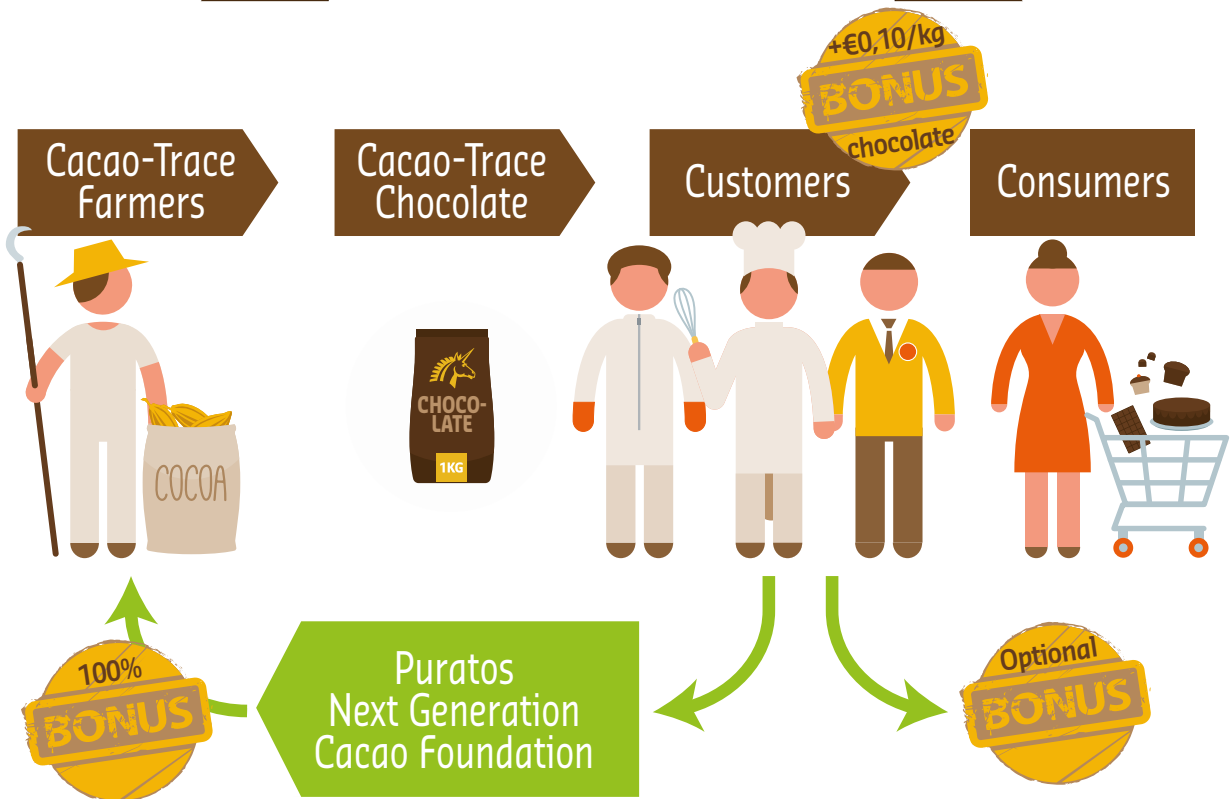 +€0,10/kg
BONUS
chocolate
Cacao-Trace
Farmers
Cacao-Trace
Chocolate
Customers
Consumers
CHOCO-
LATE
1KG
COCOA
100%
BONUS
Puratos
Next Generation
Cacao Foundation
Optional
BONUS